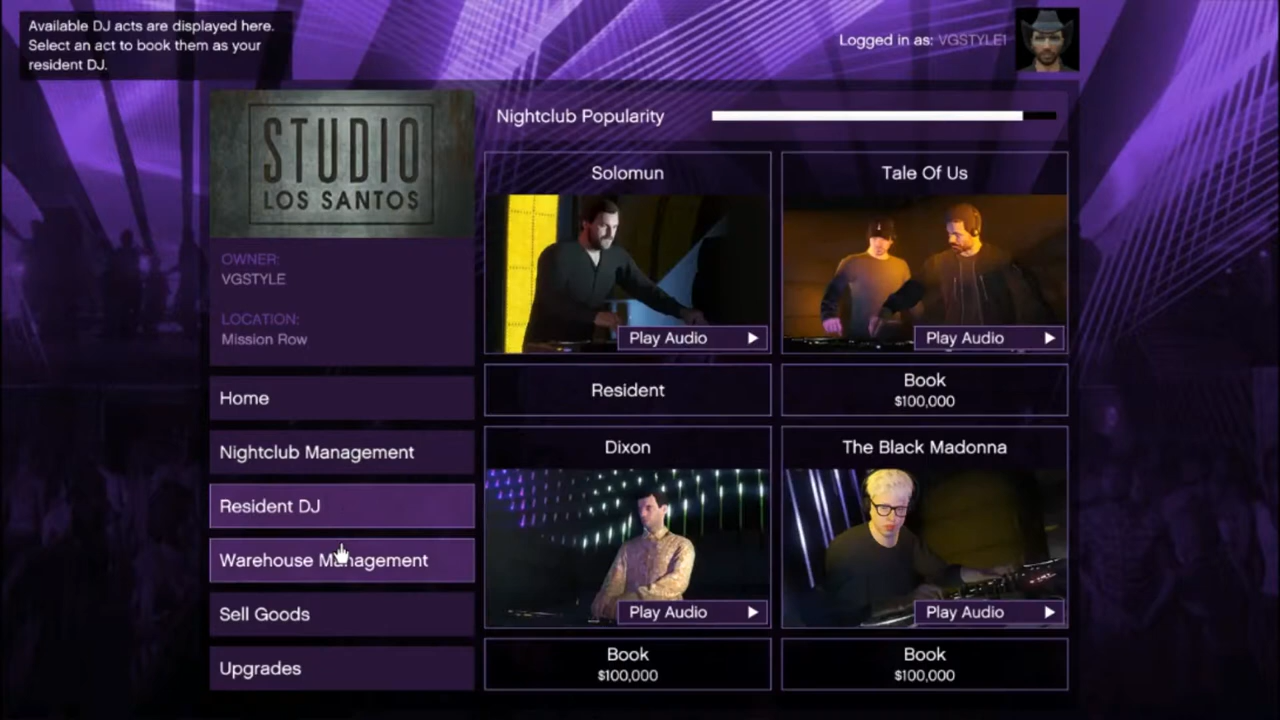 Available DJ acts are displayed here.
Select an act to book them as your
resident DJ.
Logged in as: VGSTYLE1
STUDIO
LOS SANTOS
OWNER:
VGSTYLE
LOCATION:
Mission Row
Home
Nightclub Management
Resident DJ
Warehouse Management
Sell Goods
Upgrades
Nightclub Popularity
Solomun
Play Audio
Resident
Tale Of Us
Play Audio
Book
$100,000
Dixon
Play Audio
Book
$100,000
The Black Madonna
Play Audio
Book
$100,000